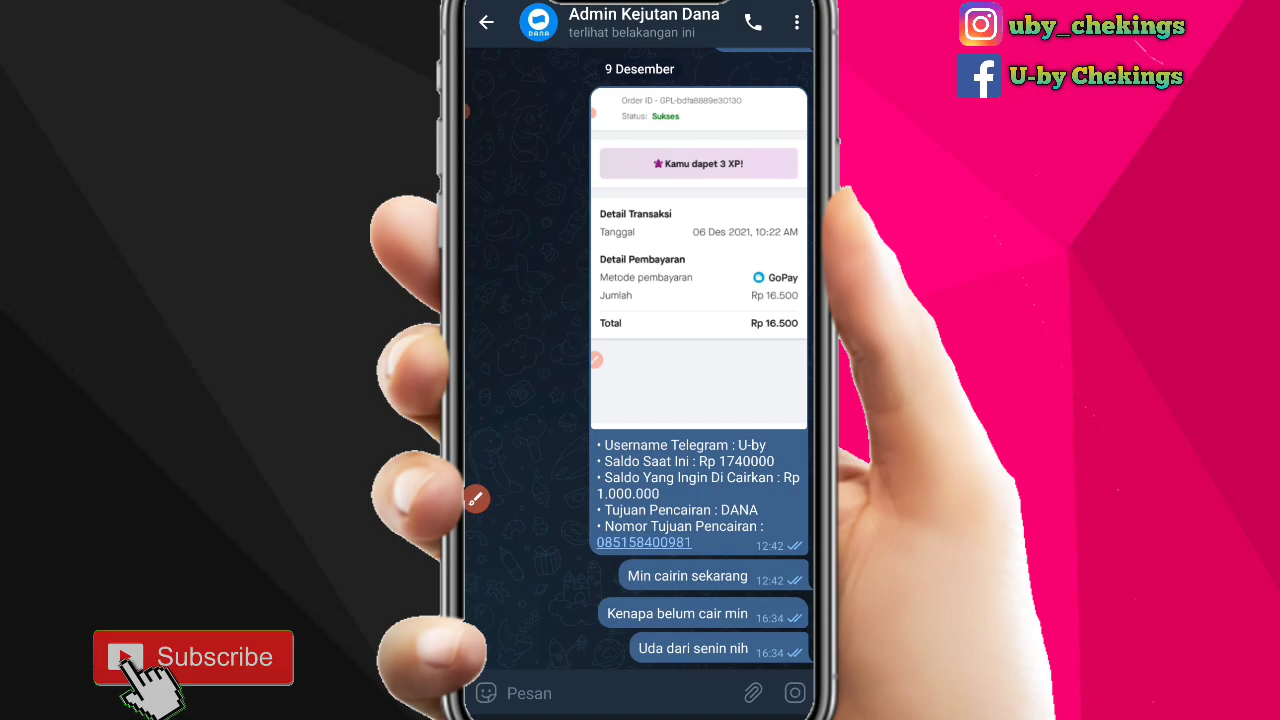 Admin Kejutan Dana
terlihat belakangan ini
DANA
uby_chekings
U-by Chekings
9 Desember
Order ID - GPL-bdfa8889e30130
Status: Sukses
Kamu dapet 3 XP!
Detail Transaksi
Tanggal 06 Des 2021, 10:22 AM
Detail Pembayaran
Metode pembayaran GoPay
Jumlah Rp 16.500
Total Rp 16.500
• Username Telegram : U-by
• Saldo Saat Ini : Rp 1740000
• Saldo Yang Ingin Di Cairkan : Rp
1.000.000
• Tujuan Pencairan : DANA
• Nomor Tujuan Pencairan :
085158400981 12:42
Min cairin sekarang 12:42
Kenapa belum cair min 16:34
Uda dari senin nih 16:34
Pesan
Subscribe